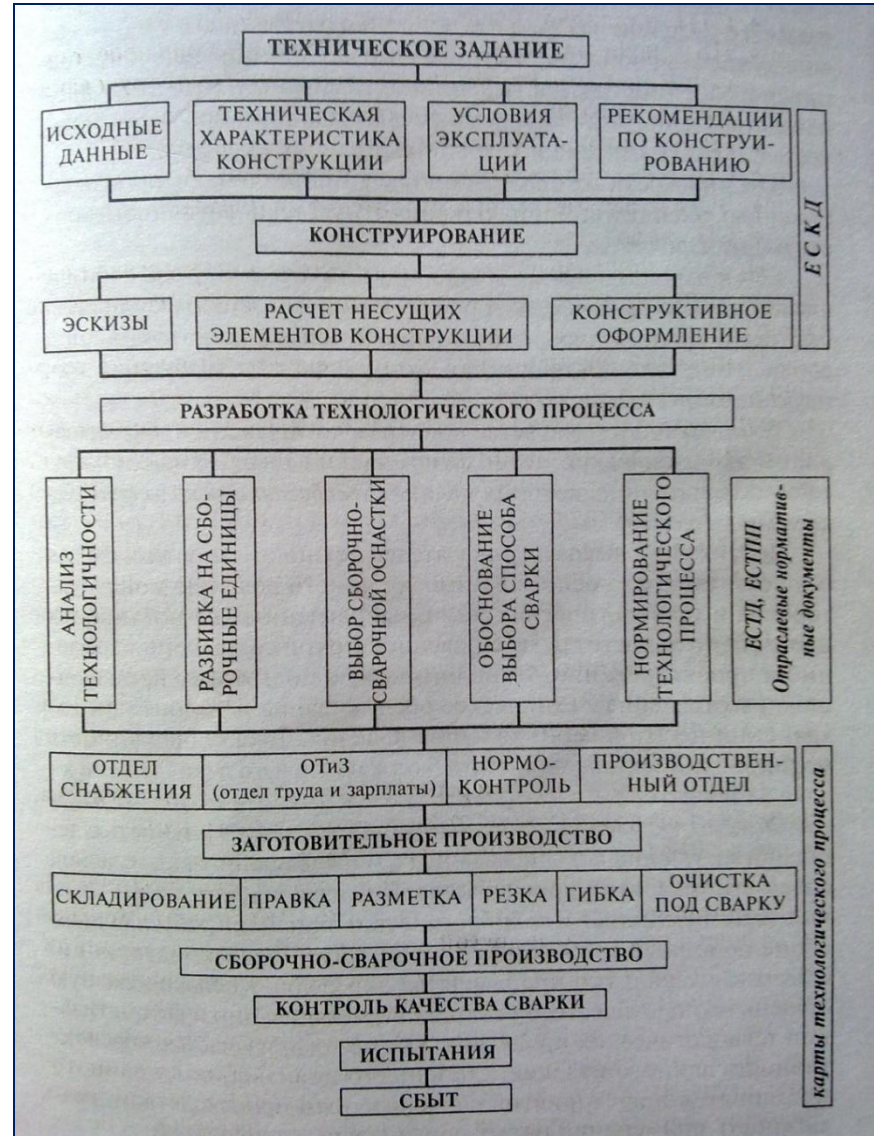 ТЕХНИЧЕСКОЕ ЗАДАНИЕ
ИСХОДНЫЕ
ДАННЫЕ
ТЕХНИЧЕСКАЯ
ХАРАКТЕРИСТИКА
КОНСТРУКЦИИ
УСЛОВИЯ
ЭКСПЛУАТА-
ЦИИ
РЕКОМЕНДАЦИИ
ПО КОНСТРУИ-
РОВАНИЮ
КОНСТРУИРОВАНИЕ
ЭСКИЗЫ
РАСЧЕТ НЕСУЩИХ
ЭЛЕМЕНТОВ КОНСТРУКЦИИ
КОНСТРУКТИВНОЕ
ОФОРМЛЕНИЕ
ЕСКД
РАЗРАБОТКА ТЕХНОЛОГИЧЕСКОГО ПРОЦЕССА
АНАЛИЗ
ТЕХНОЛОГИЧНОСТИ
РАЗБИВКА НА СБО-
РОЧНЫЕ ЕДИНИЦЫ
ВЫБОР СБОРОЧНО-
СВАРОЧНОЙ ОСНАСТКИ
ОБОСНОВАНИЕ
ВЫБОРА СПОСОБА
СВАРКИ
НОРМИРОВАНИЕ
ТЕХНОЛОГИЧЕСКОГО
ПРОЦЕССА
ЕСТД, ЕСТПП
Отраслевые норматив-
ные документы
ОТДЕЛ
СНАБЖЕНИЯ
ОТиЗ
(отдел труда и зарплаты)
НОРМО-
КОНТРОЛЬ
ПРОИЗВОДСТВЕН-
НЫЙ ОТДЕЛ
ЗАГОТОВИТЕЛЬНОЕ ПРОИЗВОДСТВО
СКЛАДИРОВАНИЕ
ПРАВКА
РАЗМЕТКА
РЕЗКА
ГИБКА
ОЧИСТКА
ПОД СВАРКУ
СБОРОЧНО-СВАРОЧНОЕ ПРОИЗВОДСТВО
КОНТРОЛЬ КАЧЕСТВА СВАРКИ
ИСПЫТАНИЯ
СБЫТ
карты технологического процесса